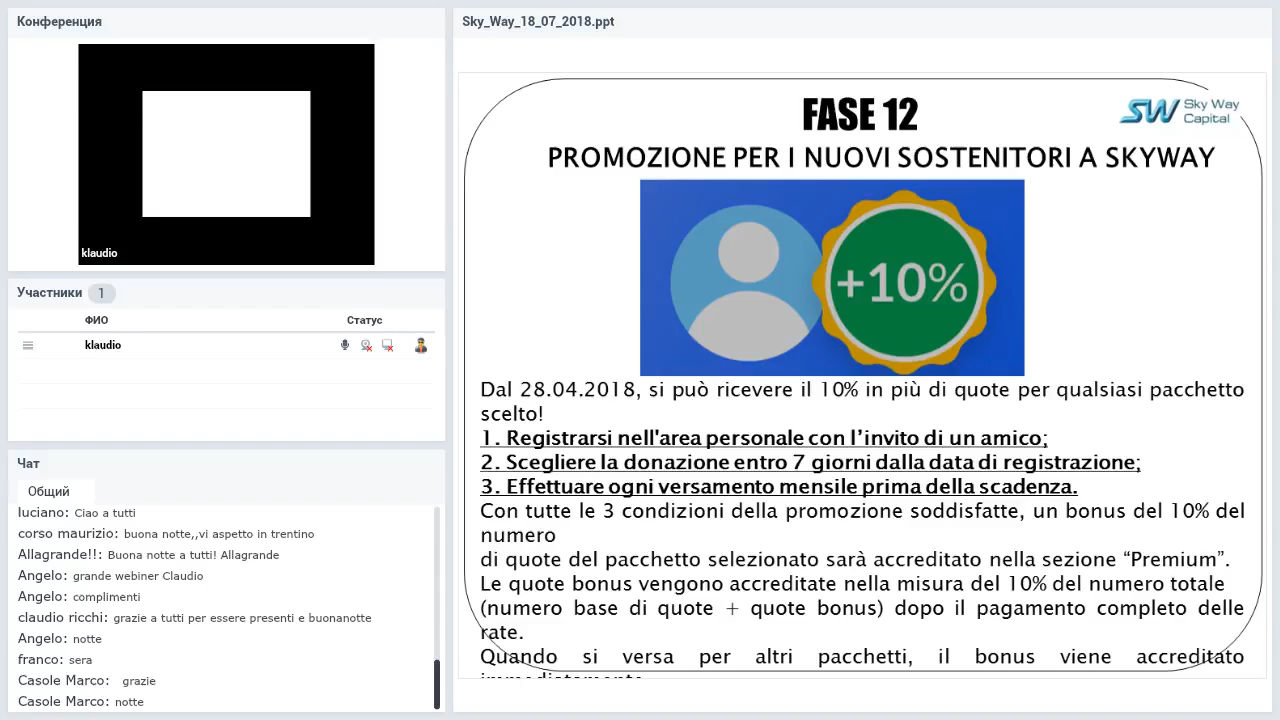 Конференция
klaudio
Участники 1
ФИО Статус
klaudio
Чат
Общий
luciano: Ciao a tutti
corso maurizio: buona notte,,vi aspetto in trentino
Allagrande!!: Buona notte a tutti! Allagrande
Angelo: grande webiner Claudio
Angelo: complimenti
claudio ricchi: grazie a tutti per essere presenti e buonanotte
Angelo: notte
franco: sera
Casole Marco: grazie
Casole Marco: notte
Sky_Way_18_07_2018.ppt
FASE 12
SW Sky Way
Capital
PROMOZIONE PER I NUOVI SOSTENITORI A SKYWAY
+10%
Dal 28.04.2018, si può ricevere il 10% in più di quote per qualsiasi pacchetto
scelto!
1. Registrarsi nell'area personale con l’invito di un amico;
2. Scegliere la donazione entro 7 giorni dalla data di registrazione;
3. Effettuare ogni versamento mensile prima della scadenza.
Con tutte le 3 condizioni della promozione soddisfatte, un bonus del 10% del
numero
di quote del pacchetto selezionato sarà accreditato nella sezione “Premium”.
Le quote bonus vengono accreditate nella misura del 10% del numero totale
(numero base di quote + quote bonus) dopo il pagamento completo delle
rate.
Quando si versa per altri pacchetti, il bonus viene accreditato